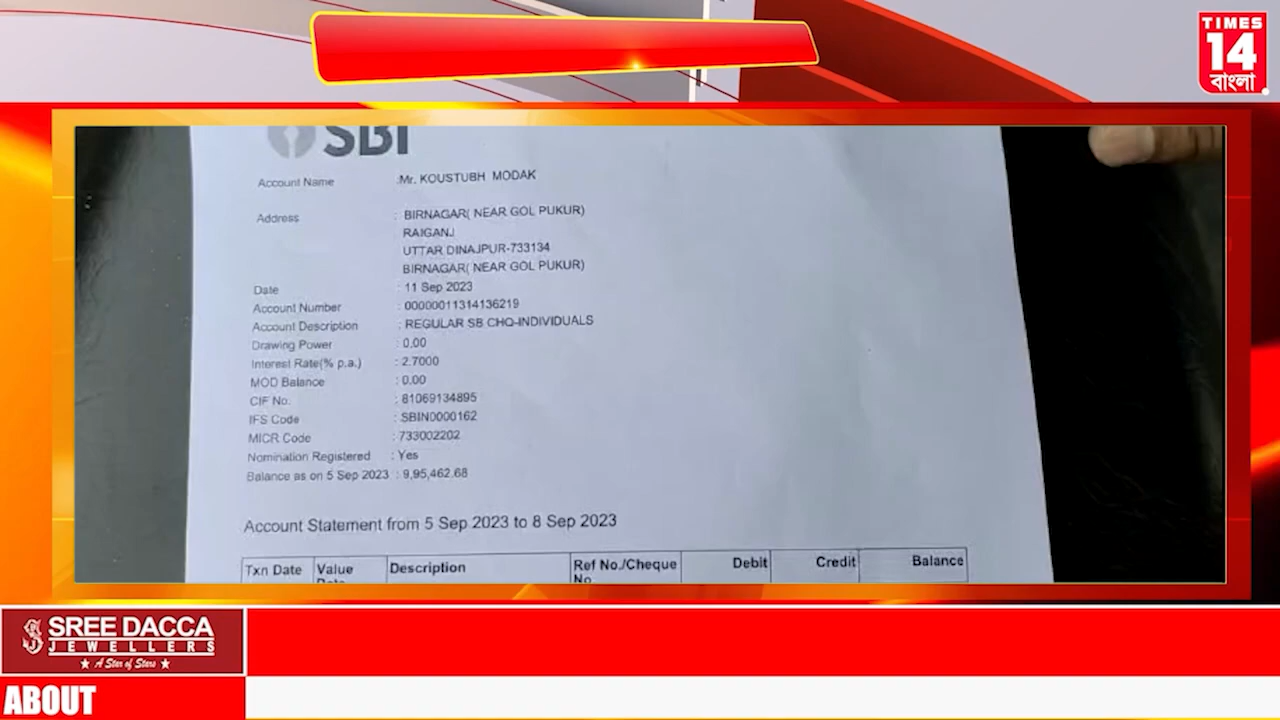 TIMES
14
বাংলা
SBI
Account Name : Mr. KOUSTUBH MODAK
Address : BIRNAGAR( NEAR GOL PUKUR)
RAIGANJ
UTTAR DINAJPUR-733134
BIRNAGAR( NEAR GOL PUKUR)
Date : 11 Sep 2023
Account Number : 00000011314136219
Account Description : REGULAR SB CHQ-INDIVIDUALS
Drawing Power : 0.00
Interest Rate(% p.a.) : 2.7000
MOD Balance : 0.00
CIF No. : 81069134895
IFS Code : SBIN0000162
MICR Code : 733002202
Nomination Registered : Yes
Balance as on 5 Sep 2023 : 9,95,462.68
Account Statement from 5 Sep 2023 to 8 Sep 2023
Txn Date Value Description Ref No./Cheque Debit Credit Balance
Date No.
SREE DACCA
JEWELLERS
A Star of Stars
ABOUT